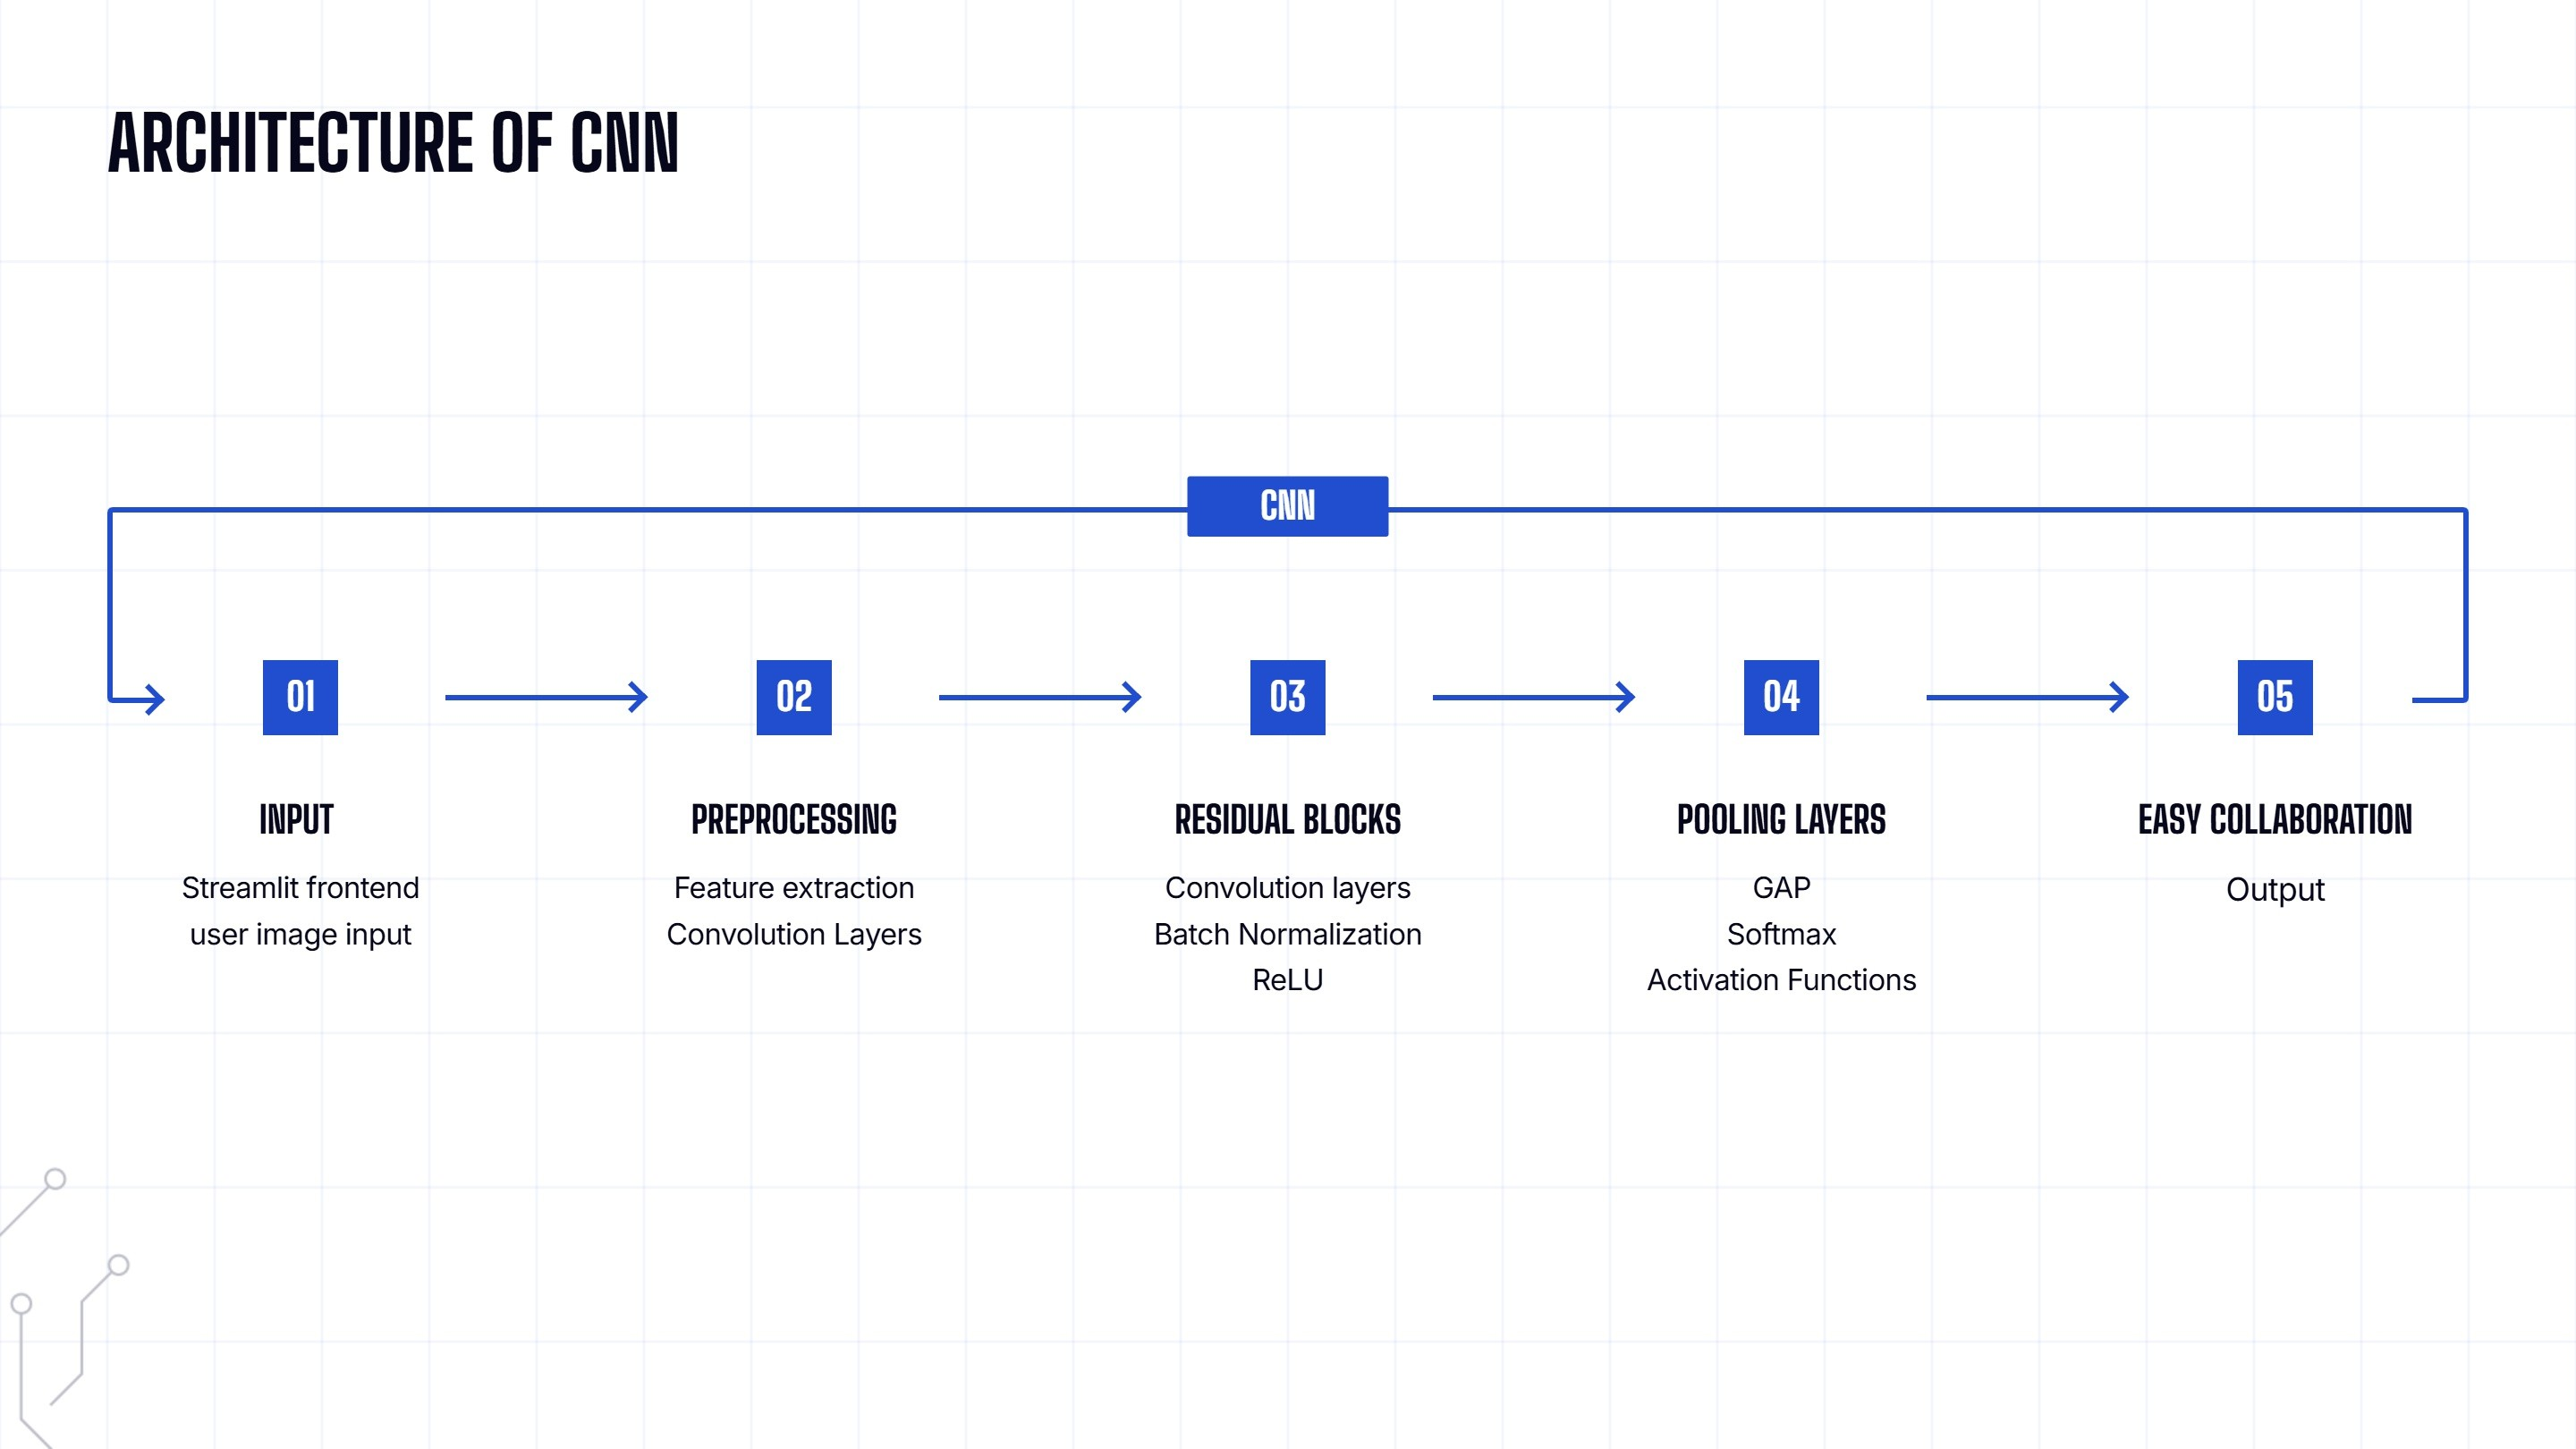 ARCHITECTURE OF CNN
CNN
01
02
03
04
05
INPUT
Streamlit frontend
user image input
PREPROCESSING
Feature extraction
Convolution Layers
RESIDUAL BLOCKS
Convolution layers
Batch Normalization
ReLU
POOLING LAYERS
GAP
Softmax
Activation Functions
EASY COLLABORATION
Output